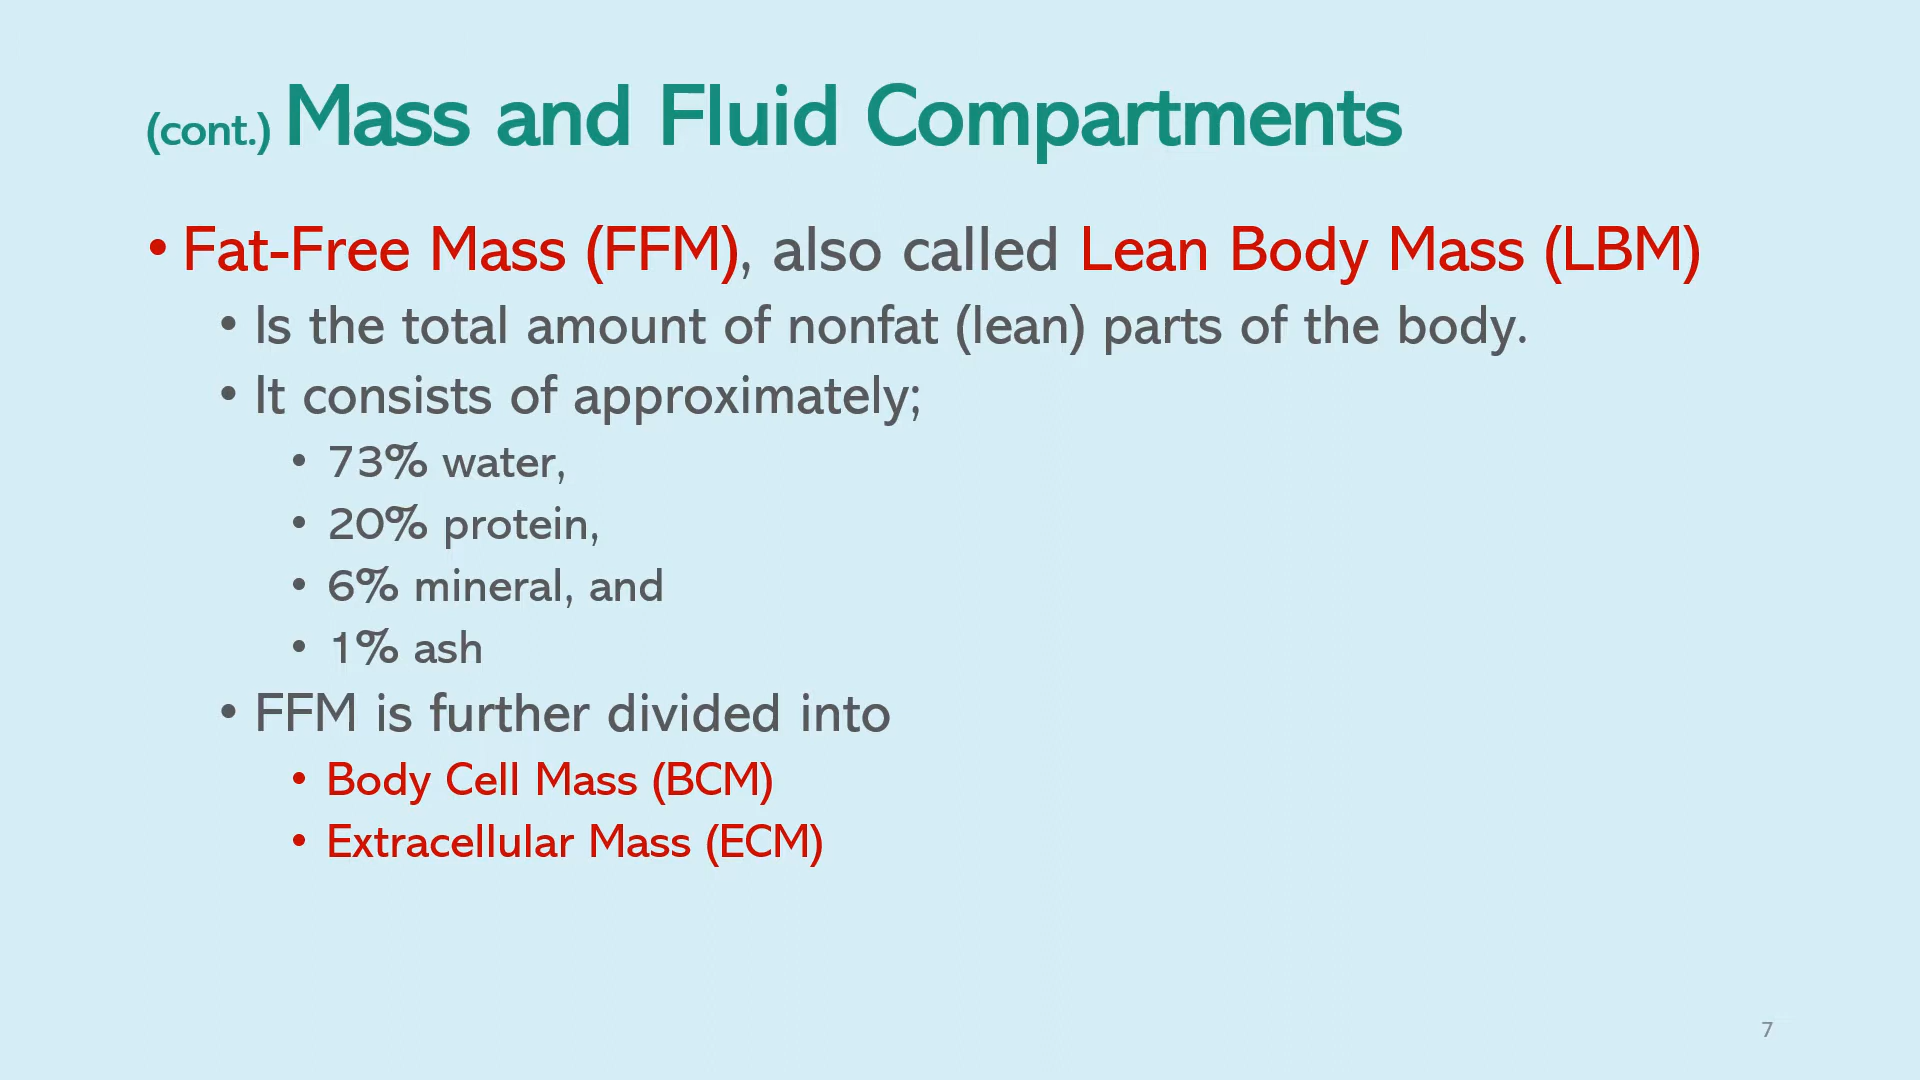 (cont.) Mass and Fluid Compartments
• Fat-Free Mass (FFM), also called Lean Body Mass (LBM)
• Is the total amount of nonfat (lean) parts of the body.
• It consists of approximately;
• 73% water,
• 20% protein,
• 6% mineral, and
• 1% ash
• FFM is further divided into
• Body Cell Mass (BCM)
• Extracellular Mass (ECM)
7